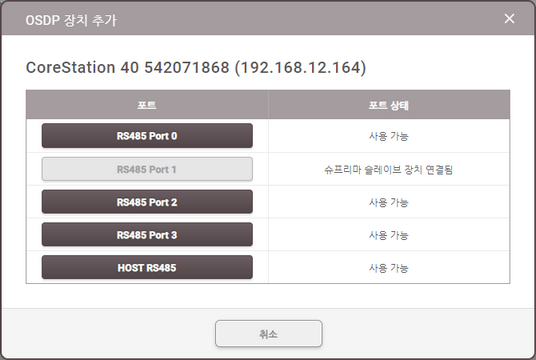 OSDP 장치 추가
CoreStation 40 542071868 (192.168.12.164)
포트 포트 상태
RS485 Port 0 사용 가능
RS485 Port 1 슈프리마 슬레이브 장치 연결됨
RS485 Port 2 사용 가능
RS485 Port 3 사용 가능
HOST RS485 사용 가능
취소